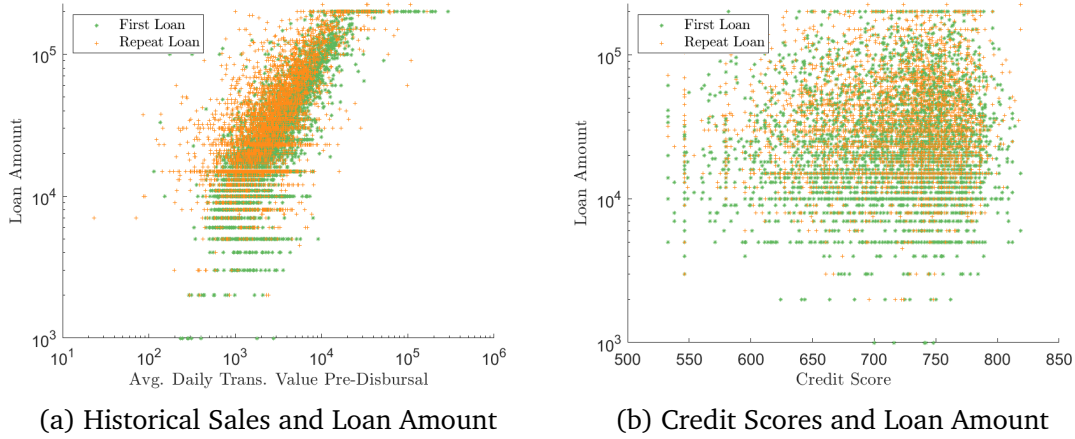 First Loan
Repeat Loan
10^5
10^4
10^3
Loan Amount
10^1 10^2 10^3 10^4 10^5 10^6
Avg. Daily Trans. Value Pre-Disbursal
(a) Historical Sales and Loan Amount
First Loan
Repeat Loan
10^5
10^4
10^3
Loan Amount
500 550 600 650 700 750 800 850
Credit Score
(b) Credit Scores and Loan Amount